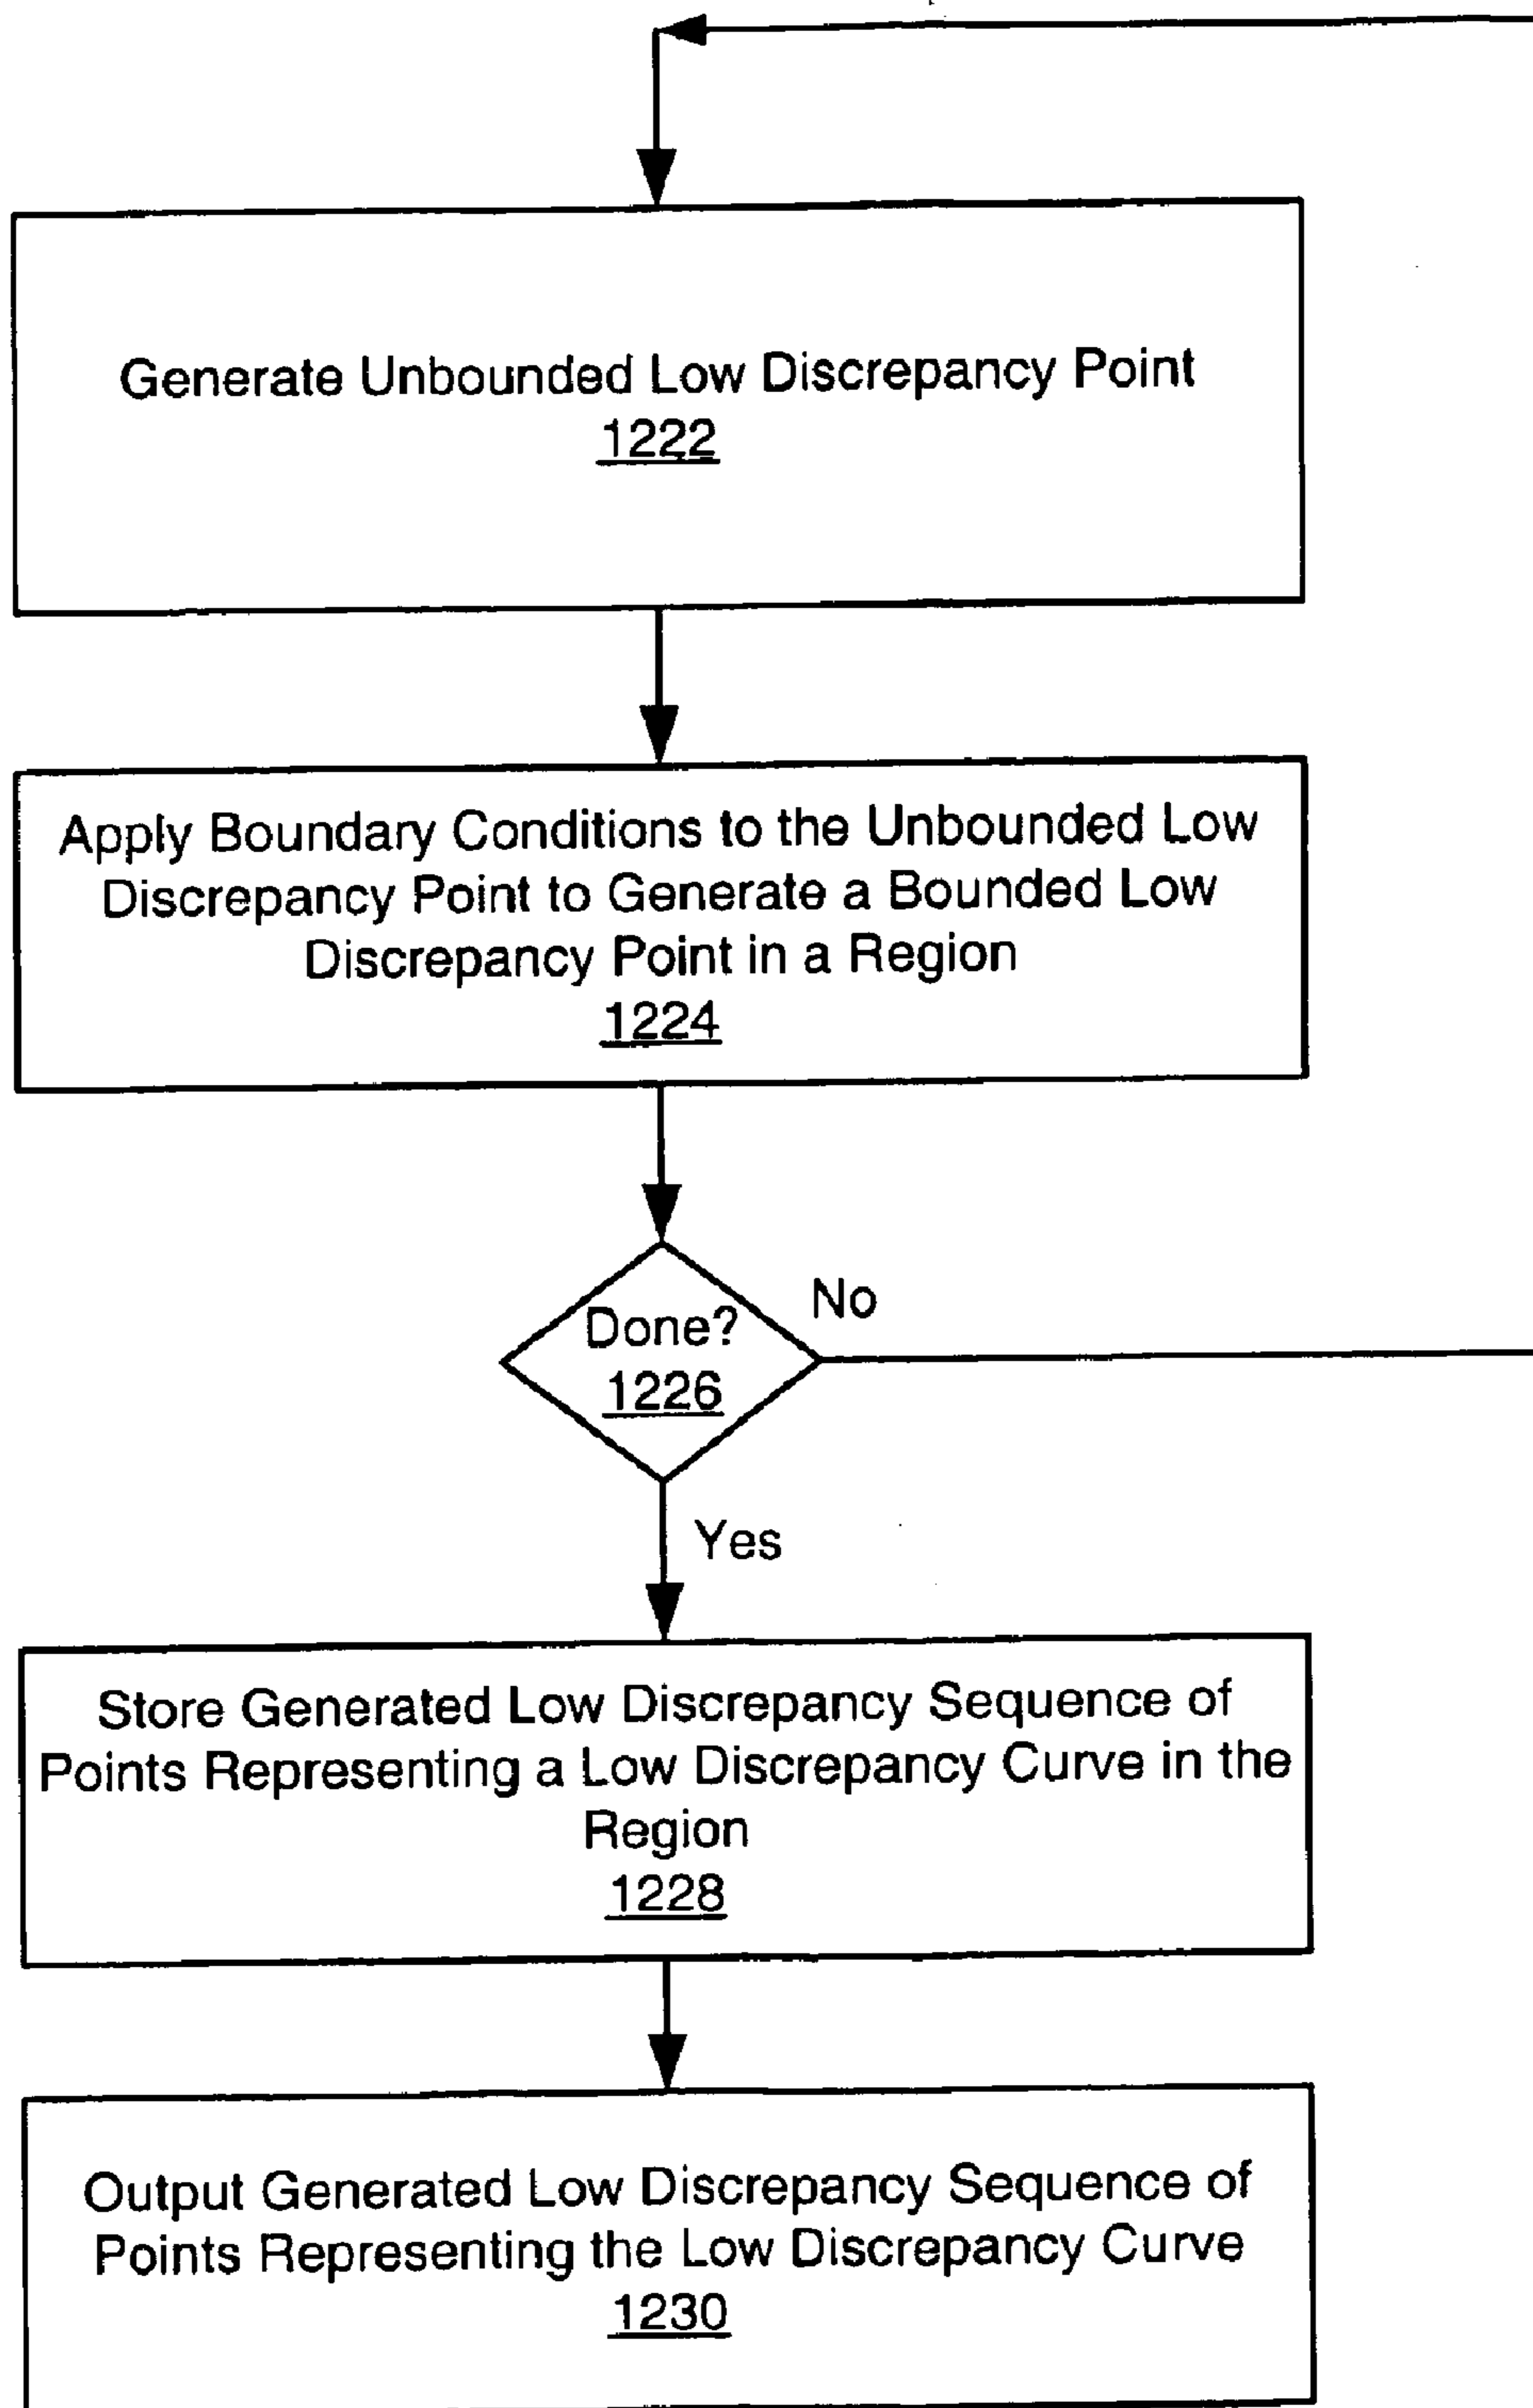 Generate Unbounded Low Discrepancy Point
1222
Apply Boundary Conditions to the Unbounded Low
Discrepancy Point to Generate a Bounded Low
Discrepancy Point in a Region
1224
Done?
1226
No
Yes
Store Generated Low Discrepancy Sequence of
Points Representing a Low Discrepancy Curve in the
Region
1228
Output Generated Low Discrepancy Sequence of
Points Representing the Low Discrepancy Curve
1230